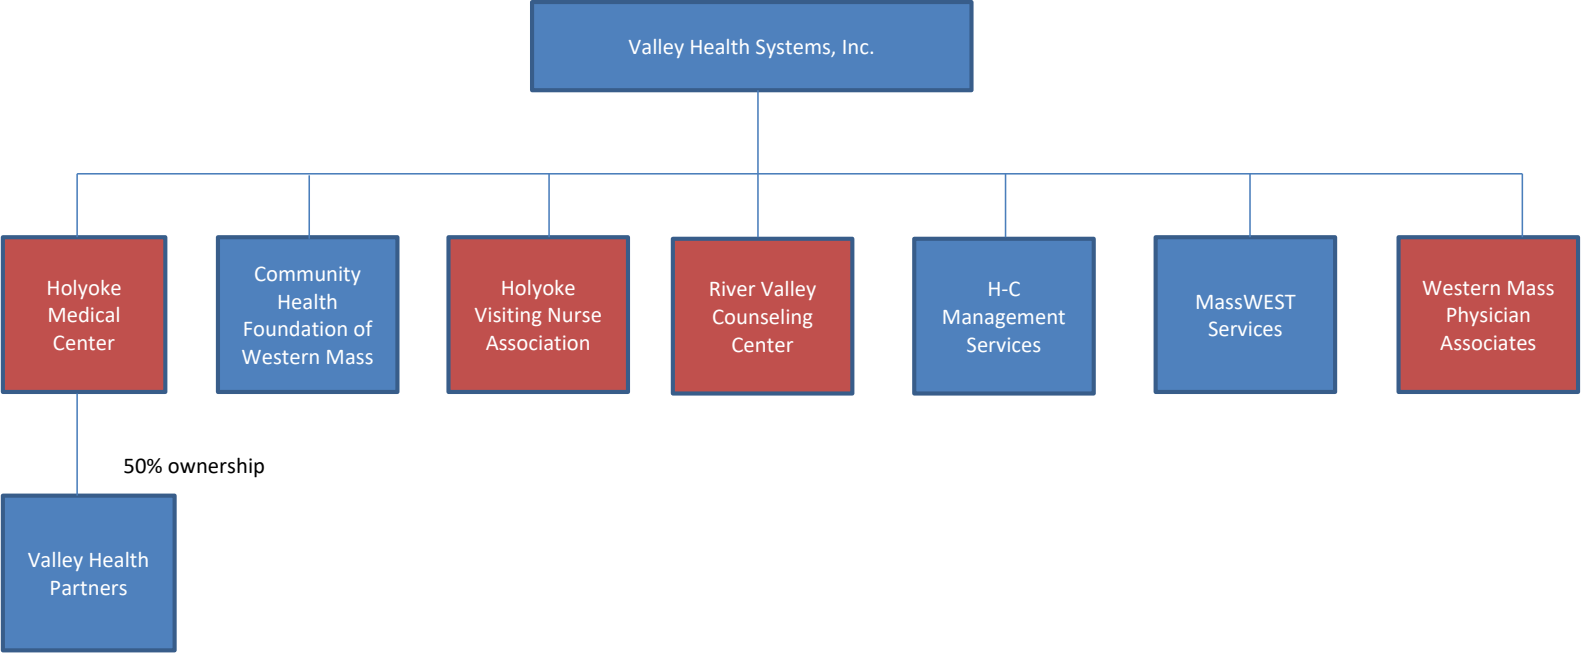 Valley Health Systems, Inc.
Holyoke
Medical
Center
Community
Health
Foundation of
Western Mass
Holyoke
Visiting Nurse
Association
River Valley
Counseling
Center
H-C
Management
Services
MassWEST
Services
Western Mass
Physician
Associates
50% ownership
Valley Health
Partners